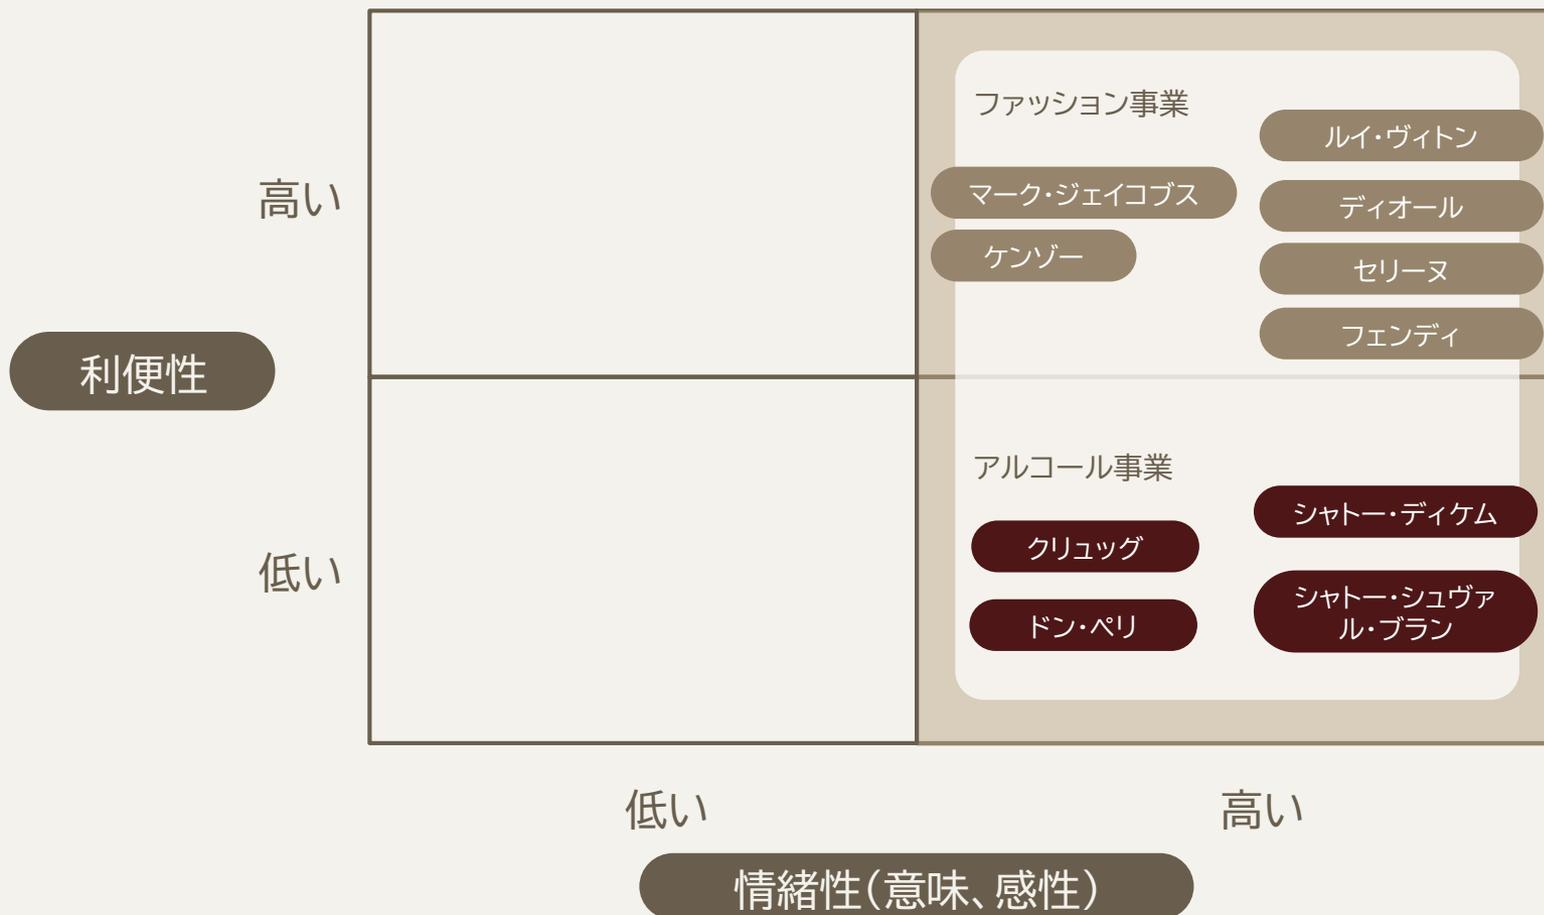 ファッション事業
ルイ・ヴィトン
マーク・ジェイコブス
ディオール
ケンゾー
セリーヌ
フェンディ
高い
利便性
アルコール事業
シャトー・ディケム
クリュッグ
シャトー・シュヴァ
ル・ブラン
ドン・ペリ
低い
低い
高い
情緒性(意味、感性)